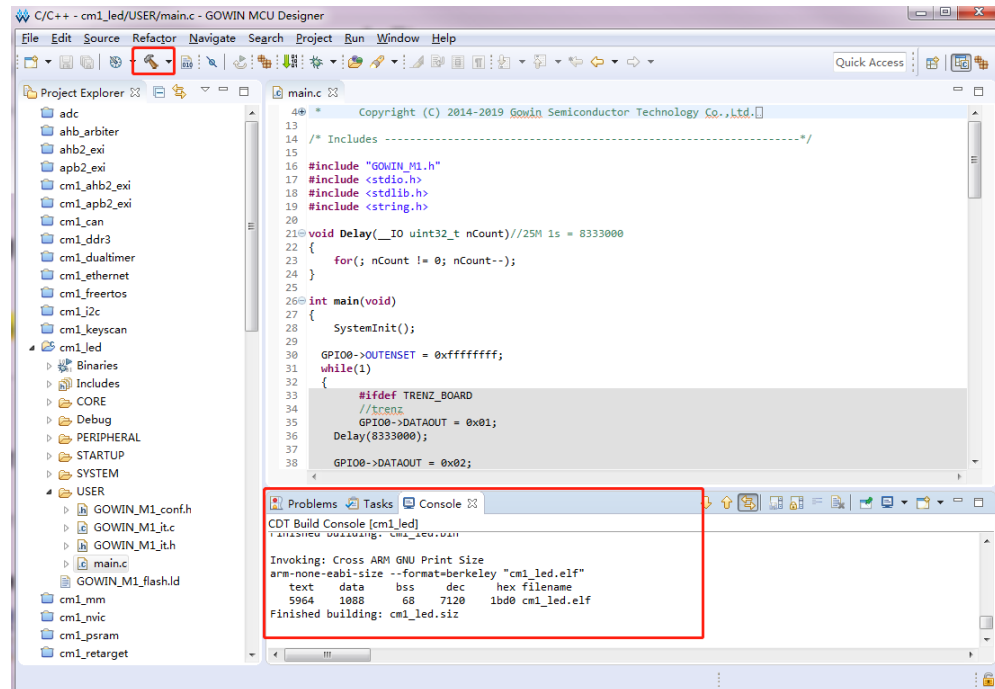 C/C++ - cm1_led/USER/main.c - GOWIN MCU Designer
File Edit Source Refactor Navigate Search Project Run Window Help
Quick Access
Project Explorer
main.c
adc
ahb_arbiter
ahb2_exi
apb2_exi
cm1_ahb2_exi
cm1_apb2_exi
cm1_can
cm1_ddr3
cm1_dualtimer
cm1_ethernet
cm1_freertos
cm1_i2c
cm1_keyscan
cm1_led
Binaries
Includes
CORE
Debug
PERIPHERAL
STARTUP
SYSTEM
USER
GOWIN_M1_conf.h
GOWIN_M1_it.c
GOWIN_M1_it.h
main.c
GOWIN_M1_flash.ld
cm1_mm
cm1_nvic
cm1_psram
cm1_retarget
4 * Copyright (C) 2014-2019 Gowin Semiconductor Technology Co.,Ltd.
13
14 /* Includes ------------------------------------------------------------------*/
15
16 #include "GOWIN_M1.h"
17 #include <stdio.h>
18 #include <stdlib.h>
19 #include <string.h>
20
21 void Delay(__IO uint32_t nCount)//25M 1s = 8333000
22 {
23 for(; nCount != 0; nCount--);
24 }
25
26 int main(void)
27 {
28 SystemInit();
29
30 GPIO0->OUTENSET = 0xffffffff;
31 while(1)
32 {
33 #ifdef TRENZ_BOARD
34 //trenz
35 GPIO0->DATAOUT = 0x01;
36 Delay(8333000);
37
38 GPIO0->DATAOUT = 0x02;
Problems Tasks Console
CDT Build Console [cm1_led]
Finished building: cm1_led.bin
Invoking: Cross ARM GNU Print Size
arm-none-eabi-size --format=berkeley "cm1_led.elf"
text data bss dec hex filename
5964 1088 68 7120 1bd0 cm1_led.elf
Finished building: cm1_led.siz